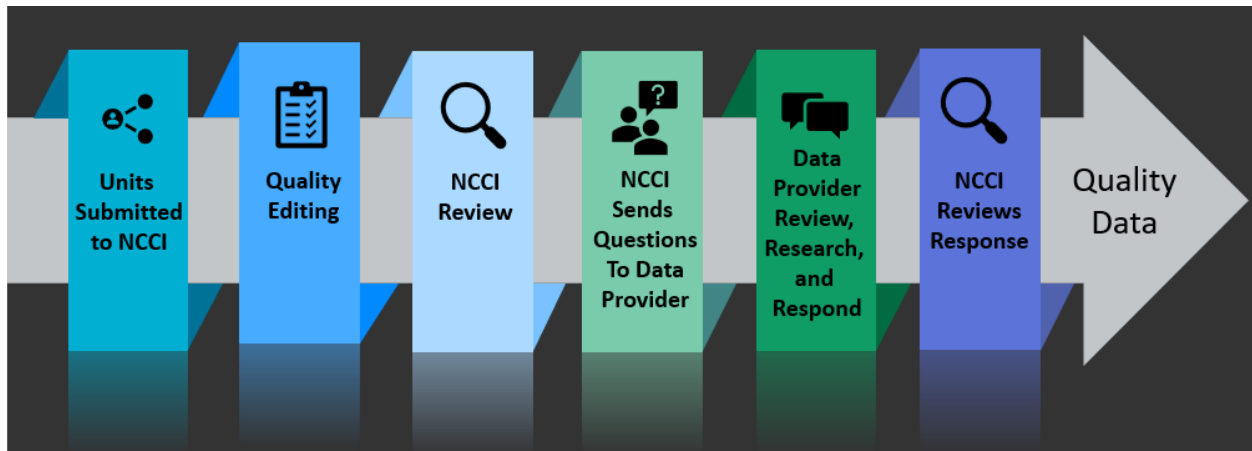 Units
Submitted
to NCCI
Quality
Editing
NCCI
Review
?
NCCI
Sends
Questions
To Data
Provider
Data
Provider
Review,
Research,
and
Respond
NCCI
Reviews
Response
Quality
Data